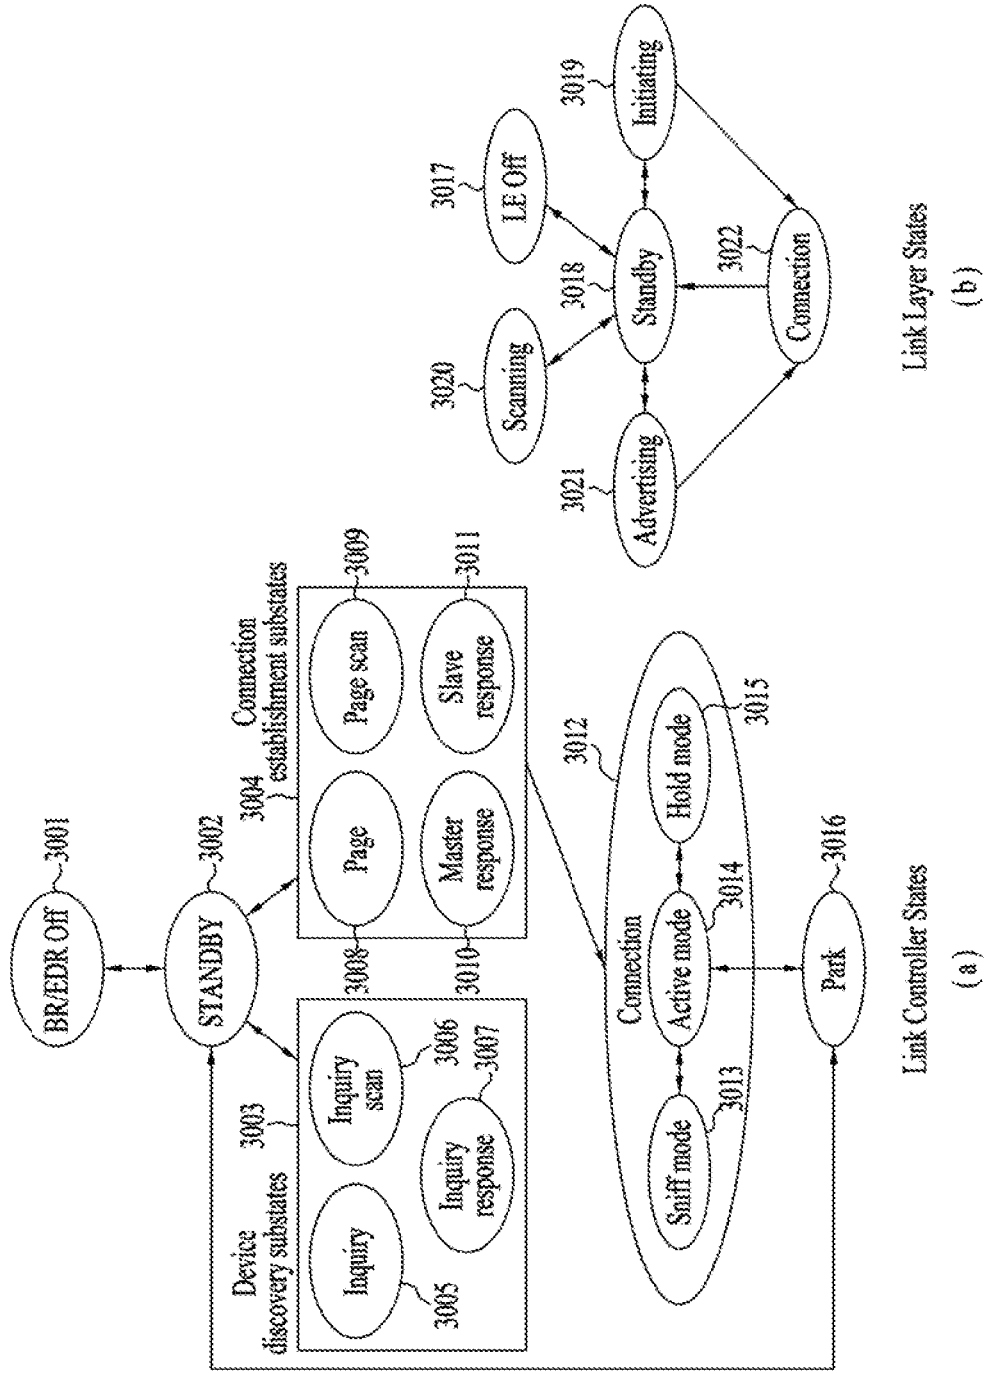 BR/EDR Off
3001
STANDBY
3002
Device
discovery substates
3003
Connection
establishment substates
3004
Inquiry
3005
Inquiry
scan
3006
Inquiry
response
3007
Page
3008
Page scan
3009
Master
response
3010
Slave
response
3011
Connection
3012
Sniff mode
3013
Active mode
3014
Hold mode
3015
Park
3016
Link Controller States
(a)
Scanning
3020
LE Off
3017
Advertising
3021
Standby
3018
Initiating
3019
Connection
3022
Link Layer States
(b)